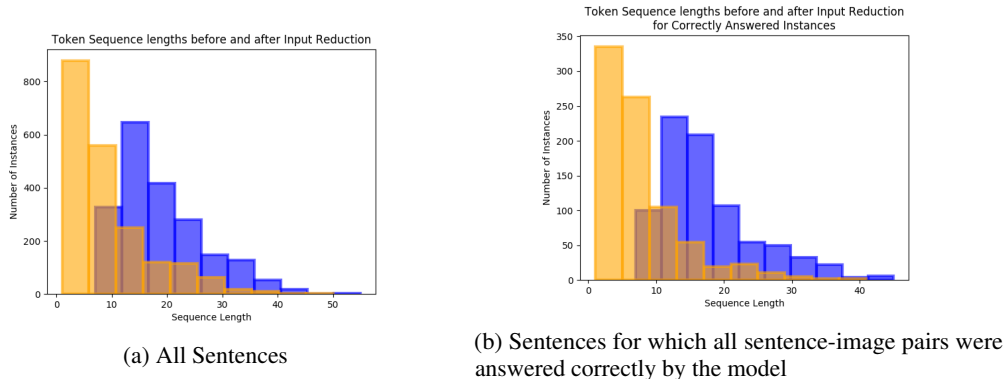 Token Sequence lengths before and after Input Reduction
800
600
400
200
0
Number of Instances
0 10 20 30 40 50
Sequence Length
(a) All Sentences
Token Sequence lengths before and after Input Reduction
for Correctly Answered Instances
350
300
250
200
150
100
50
0
Number of Instances
0 10 20 30 40
Sequence Length
(b) Sentences for which all sentence-image pairs were
answered correctly by the model